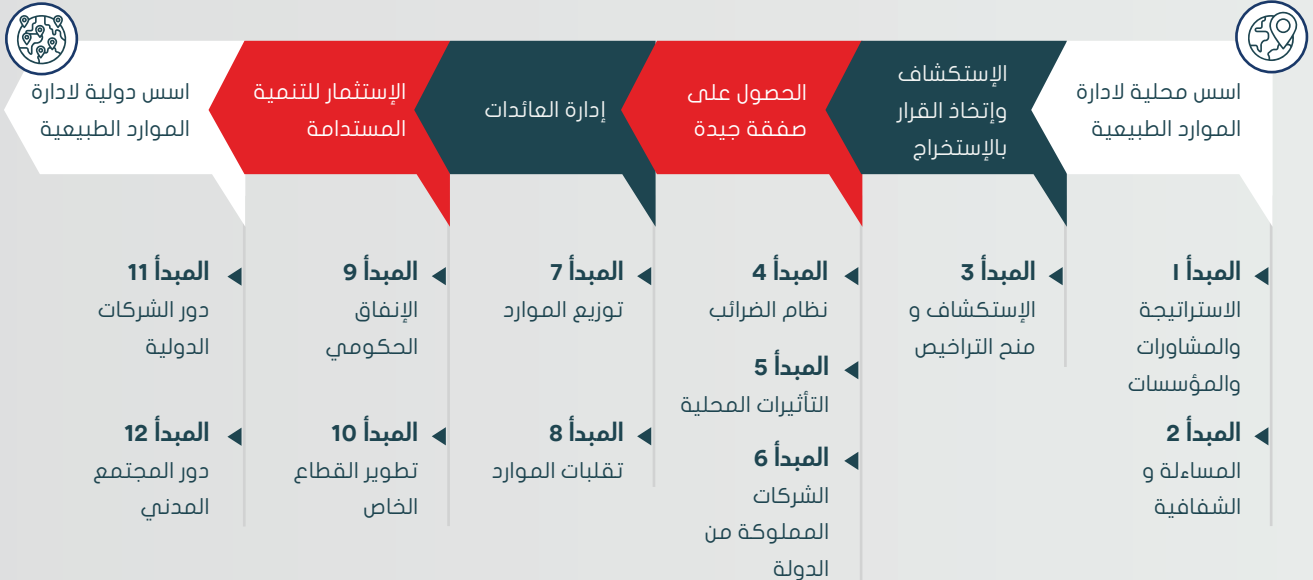 اسس محلية لادارة
الموارد الطبيعية
الإستكشاف
وإتخاذ القرار
بالإستخراج
الحصول على
صفقة جيدة
إدارة العائدات
الإستثمار للتنمية
المستدامة
اسس دولية لادارة
الموارد الطبيعية
المبدأ 1
الاستراتيجة
والمشاورات
والمؤسسات
المبدأ 2
المساءلة و
الشفافية
المبدأ 3
الإستكشاف و
منح التراخيص
المبدأ 4
نظام الضرائب
المبدأ 5
التأثيرات المحلية
المبدأ 6
الشركات
المملوكة من
الدولة
المبدأ 7
توزيع الموارد
المبدأ 8
تقلبات الموارد
المبدأ 9
الإنفاق
الحكومي
المبدأ 10
تطوير القطاع
الخاص
المبدأ 11
دور الشركات
الدولية
المبدأ 12
دور المجتمع
المدني